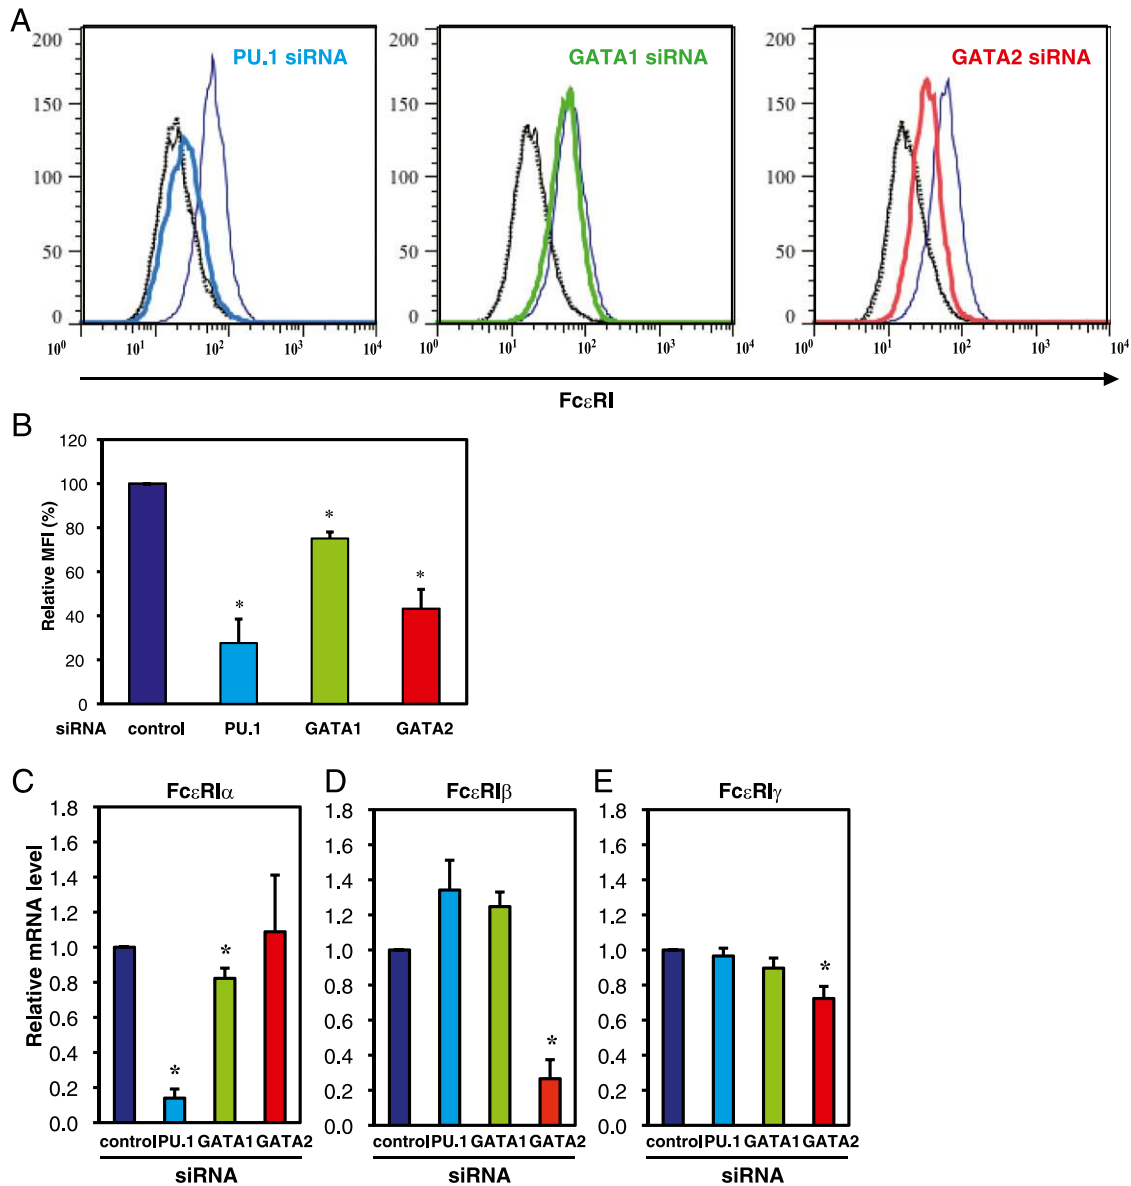 A
PU.1 siRNA
GATA1 siRNA
GATA2 siRNA
200 200 200
150 150 150
100 100 100
50 50 50
0 0 0
10^0 10^1 10^2 10^3 10^4 10^0 10^1 10^2 10^3 10^4 10^0 10^1 10^2 10^3 10^4
FcεRI
B
120
100
80
60
40
20
0
Relative MFI (%)
* * *
siRNA control PU.1 GATA1 GATA2
C
FcεRIα
1.8
1.6
1.4
1.2
1.0
0.8
0.6
0.4
0.2
0.0
Relative mRNA level
* *
control PU.1 GATA1 GATA2
siRNA
D
FcεRIβ
1.8
1.6
1.4
1.2
1.0
0.8
0.6
0.4
0.2
0.0
*
control PU.1 GATA1 GATA2
siRNA
E
FcεRIγ
1.8
1.6
1.4
1.2
1.0
0.8
0.6
0.4
0.2
0.0
*
control PU.1 GATA1 GATA2
siRNA